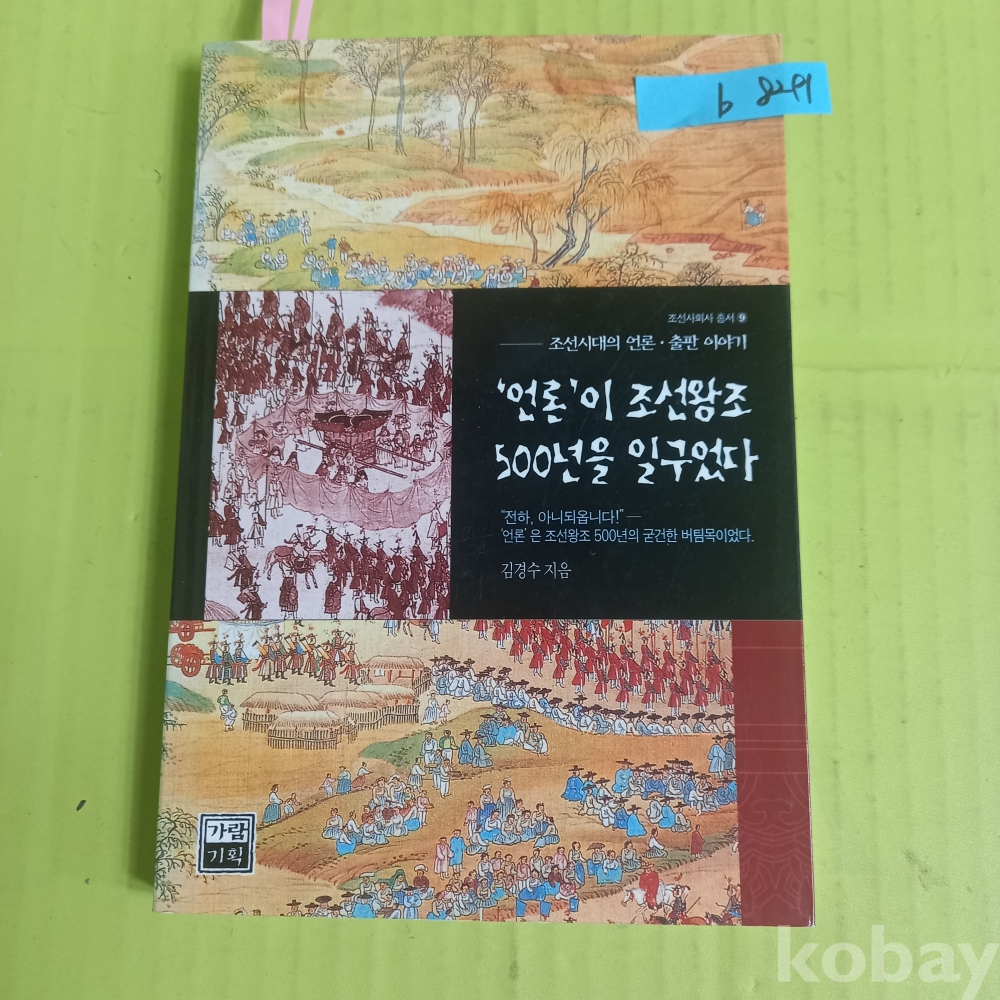 b 8291
조선사회사 총서 9
조선시대의 언론·출판 이야기
'언론'이 조선왕조
500년을 일구었다
"전하, 아니되옵니다!"—
'언론'은 조선왕조 500년의 굳건한 버팀목이었다.
김경수 지음
가람
기획
kobay